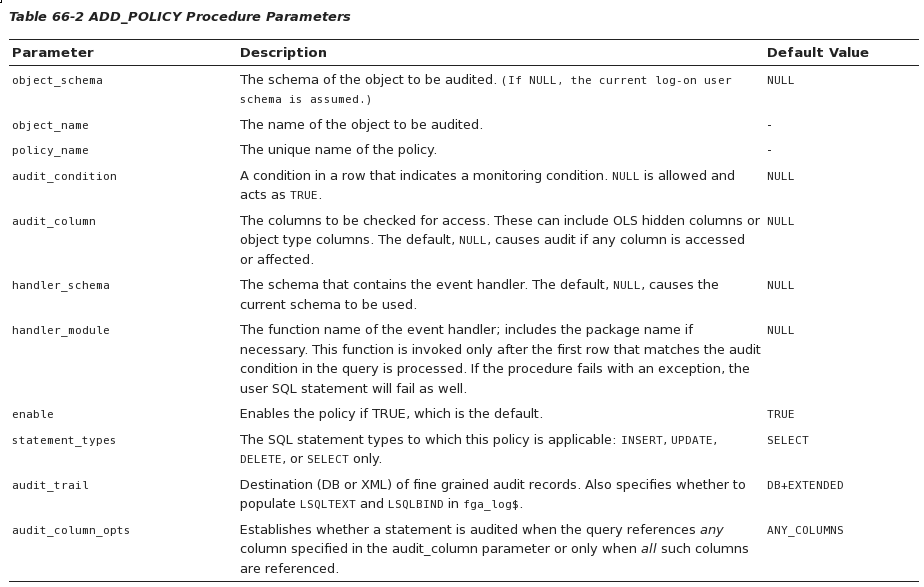 Table 66-2 ADD_POLICY Procedure Parameters
Parameter Description Default Value
object_schema The schema of the object to be audited. (If NULL, the current log-on user NULL
schema is assumed.)
object_name The name of the object to be audited. -
policy_name The unique name of the policy. -
audit_condition A condition in a row that indicates a monitoring condition. NULL is allowed and NULL
acts as TRUE.
audit_column The columns to be checked for access. These can include OLS hidden columns or NULL
object type columns. The default, NULL, causes audit if any column is accessed
or affected.
handler_schema The schema that contains the event handler. The default, NULL, causes the NULL
current schema to be used.
handler_module The function name of the event handler; includes the package name if NULL
necessary. This function is invoked only after the first row that matches the audit
condition in the query is processed. If the procedure fails with an exception, the
user SQL statement will fail as well.
enable Enables the policy if TRUE, which is the default. TRUE
statement_types The SQL statement types to which this policy is applicable: INSERT, UPDATE, SELECT
DELETE, or SELECT only.
audit_trail Destination (DB or XML) of fine grained audit records. Also specifies whether to DB+EXTENDED
populate LSQLTEXT and LSQLBIND in fga_log$.
audit_column_opts Establishes whether a statement is audited when the query references any ANY_COLUMNS
column specified in the audit_column parameter or only when all such columns
are referenced.